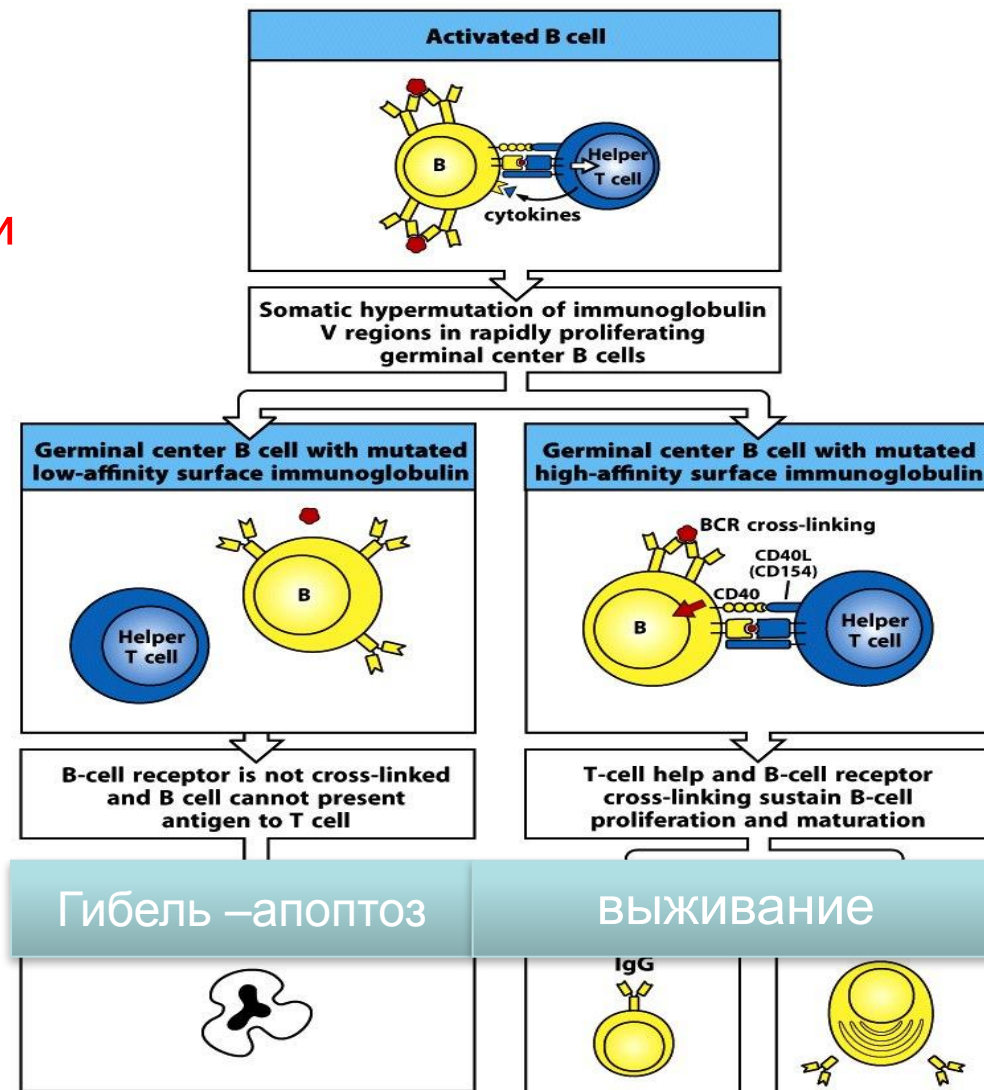 Activated B cell
B
Helper
T cell
cytokines
и
Somatic hypermutation of immunoglobulin
V regions in rapidly proliferating
germinal center B cells
Germinal center B cell with mutated
low-affinity surface immunoglobulin
B
Helper
T cell
Germinal center B cell with mutated
high-affinity surface immunoglobulin
BCR cross-linking
CD40L
(CD154)
CD40
B
Helper
T cell
B-cell receptor is not cross-linked
and B cell cannot present
antigen to T cell
T-cell help and B-cell receptor
cross-linking sustain B-cell
proliferation and maturation
Гибель –апоптоз
выживание
IgG